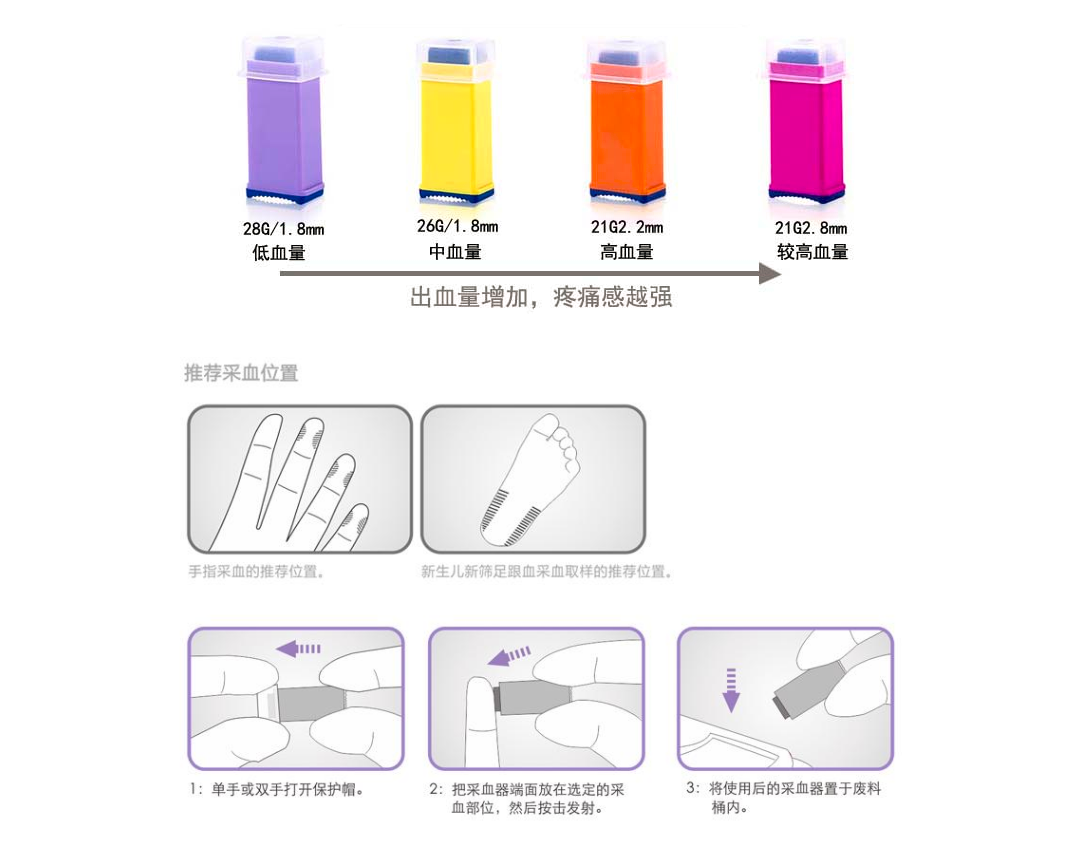 28G/1.8mm
26G/1.8mm
21G2.2mm
21G2.8mm
低血量
中血量
高血量
较高血量
出血量增加，疼痛感越强
推荐采血位置
手指采血的推荐位置。
新生儿新筛足跟血采血取样的推荐位置。
1：单手或双手打开保护帽。
2：把采血器端面放在选定的采
血部位，然后按击发射。
3：将使用后的采血器置于废料
桶内。